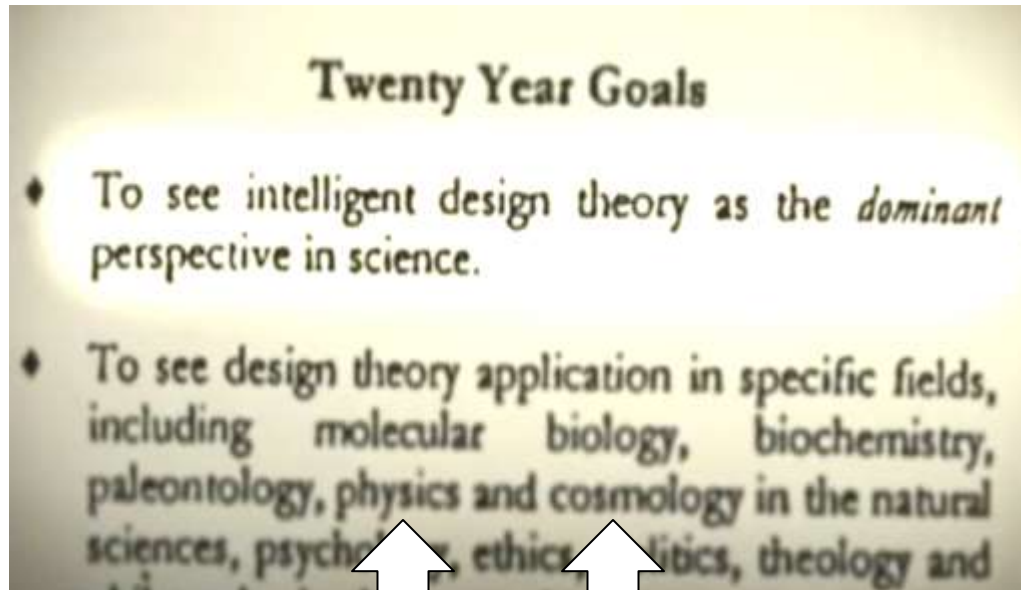 Twenty Year Goals
♦ To see intelligent design theory as the dominant
perspective in science.
♦ To see design theory application in specific fields,
including molecular biology, biochemistry,
paleontology, physics and cosmology in the natural
sciences, ethics, theology and